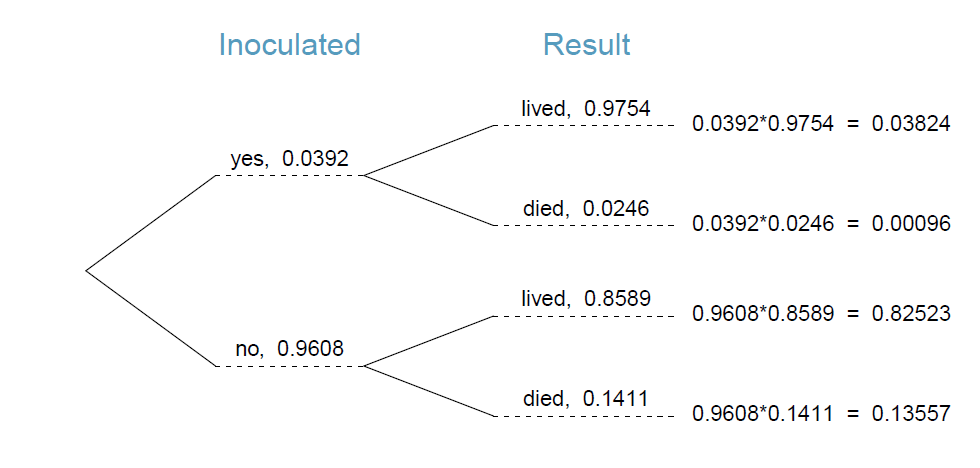 Inoculated Result
lived, 0.9754 0.0392*0.9754 = 0.03824
yes, 0.0392
died, 0.0246 0.0392*0.0246 = 0.00096
lived, 0.8589 0.9608*0.8589 = 0.82523
no, 0.9608
died, 0.1411 0.9608*0.1411 = 0.13557